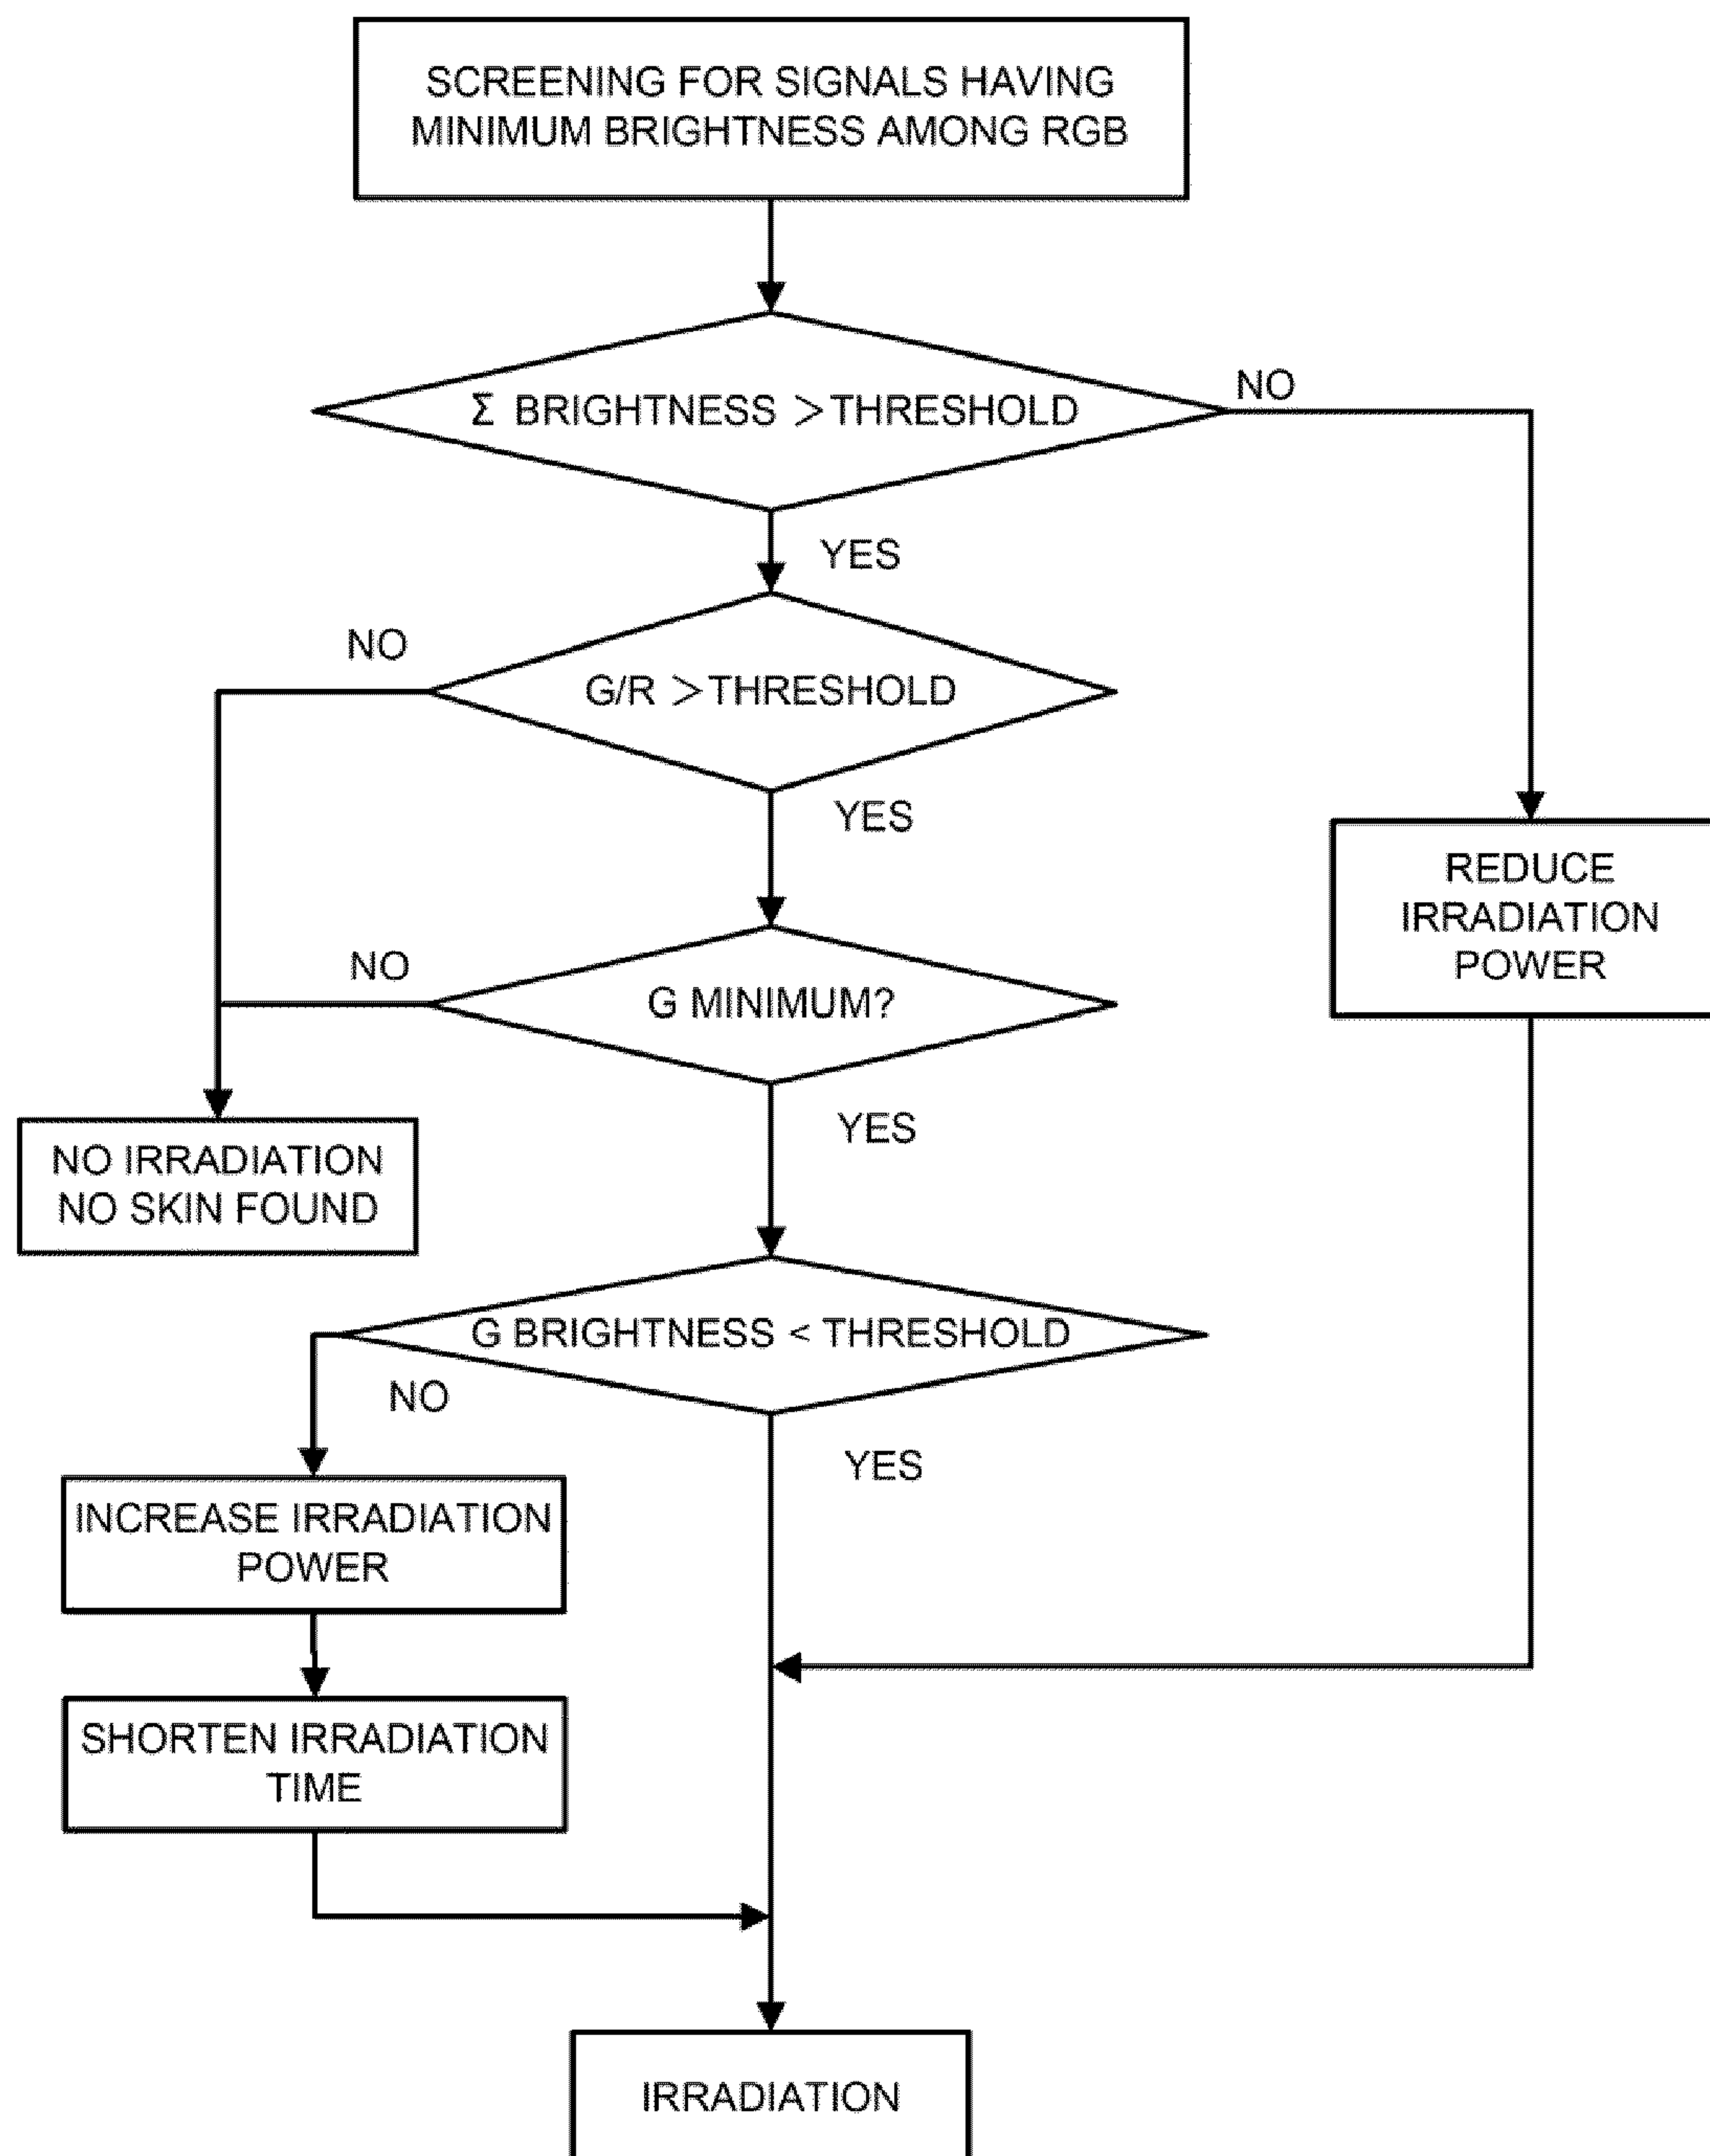 SCREENING FOR SIGNALS HAVING
MINIMUM BRIGHTNESS AMONG RGB
Σ BRIGHTNESS >THRESHOLD
NO
YES
NO
G/R >THRESHOLD
YES
REDUCE
IRRADIATION
POWER
NO
G MINIMUM?
YES
NO IRRADIATION
NO SKIN FOUND
G BRIGHTNESS < THRESHOLD
NO
YES
INCREASE IRRADIATION
POWER
SHORTEN IRRADIATION
TIME
IRRADIATION